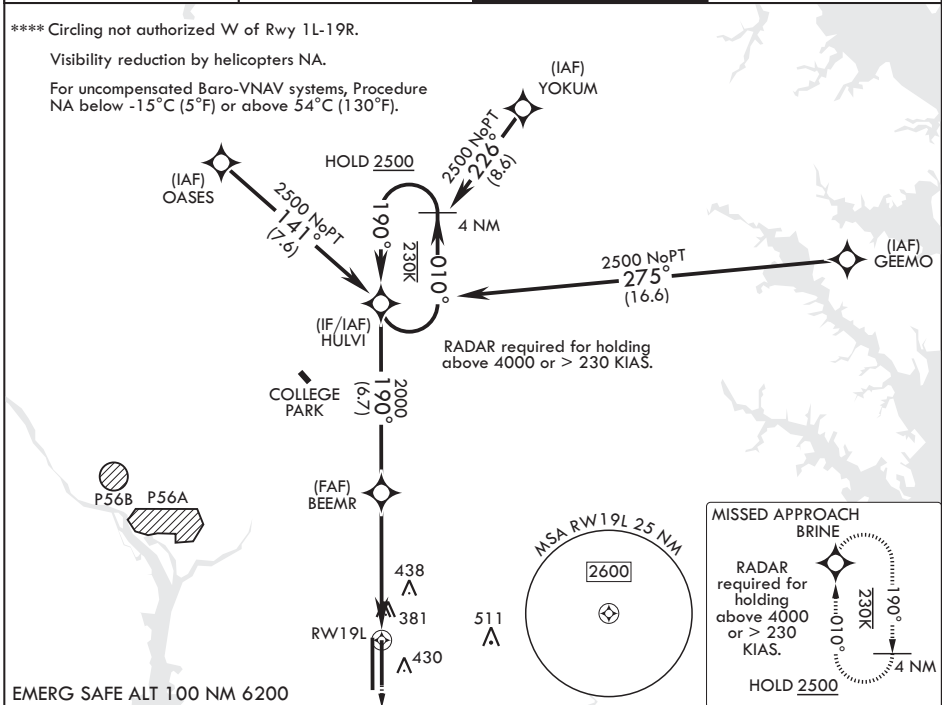 **** Circling not authorized W of Rwy 1L-19R.
Visibility reduction by helicopters NA.
For uncompensated Baro-VNAV systems, Procedure
NA below -15°C (5°F) or above 54°C (130°F).
(IAF)
YOKUM
2500 NoPT
226°
(8.6)
HOLD 2500
(IAF)
OASES
2500 NoPT
141°
(7.6)
190°
230K
010°
4 NM
(IAF)
GEEMO
2500 NoPT
275°
(16.6)
(IF/IAF)
HULVI
RADAR required for holding
above 4000 or > 230 KIAS.
COLLEGE
PARK
2000
190°
(6.7)
P56B
P56A
(FAF)
BEEMR
438
381
RW19L
430
511
MSA RW19L 25 NM
2600
MISSED APPROACH
BRINE
RADAR
required for
holding
above 4000
or > 230
KIAS.
010°
230K
190°
4 NM
HOLD 2500
EMERG SAFE ALT 100 NM 6200